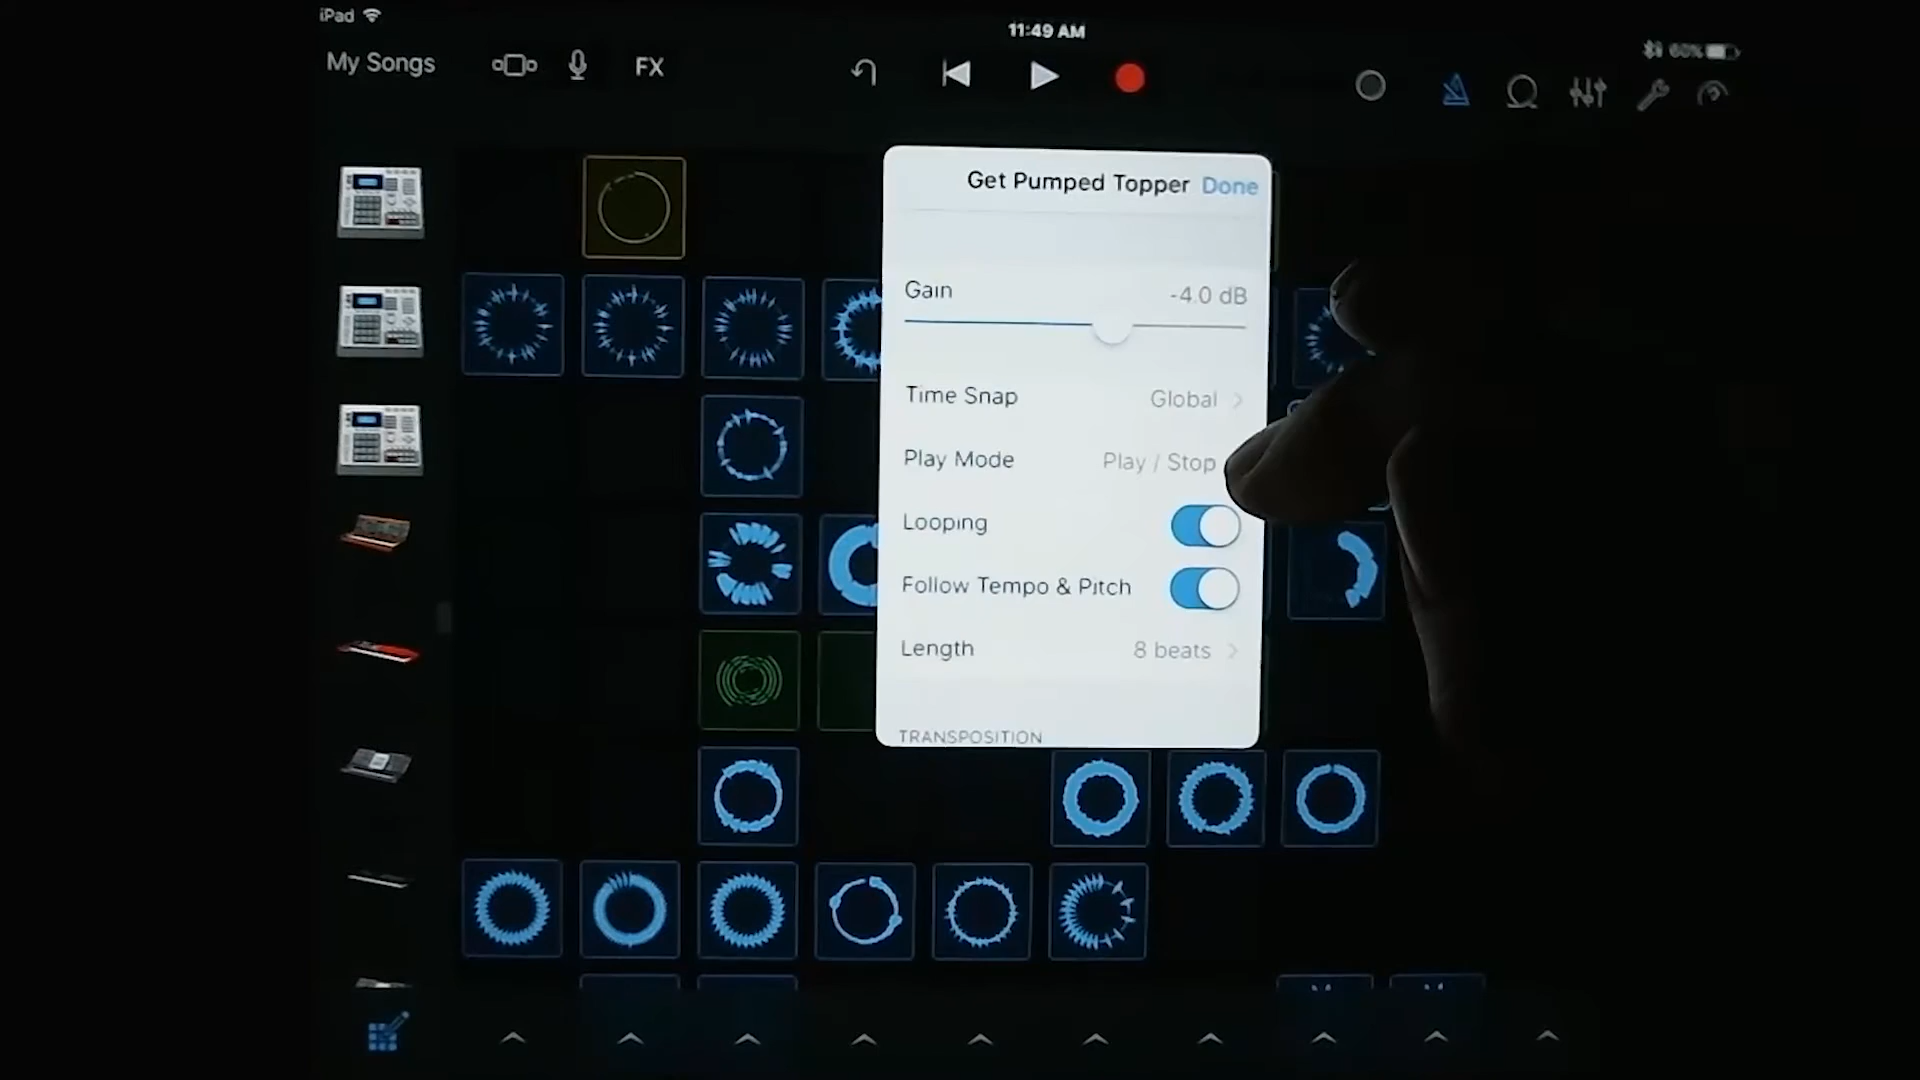 iPad
11:49 AM
60%
My Songs
FX
Get Pumped Topper
Done
Gain
-4.0 dB
Time Snap
Global
Play Mode
Play / Stop
Looping
Follow Tempo & Pitch
Length
8 beats
TRANSPOSITION